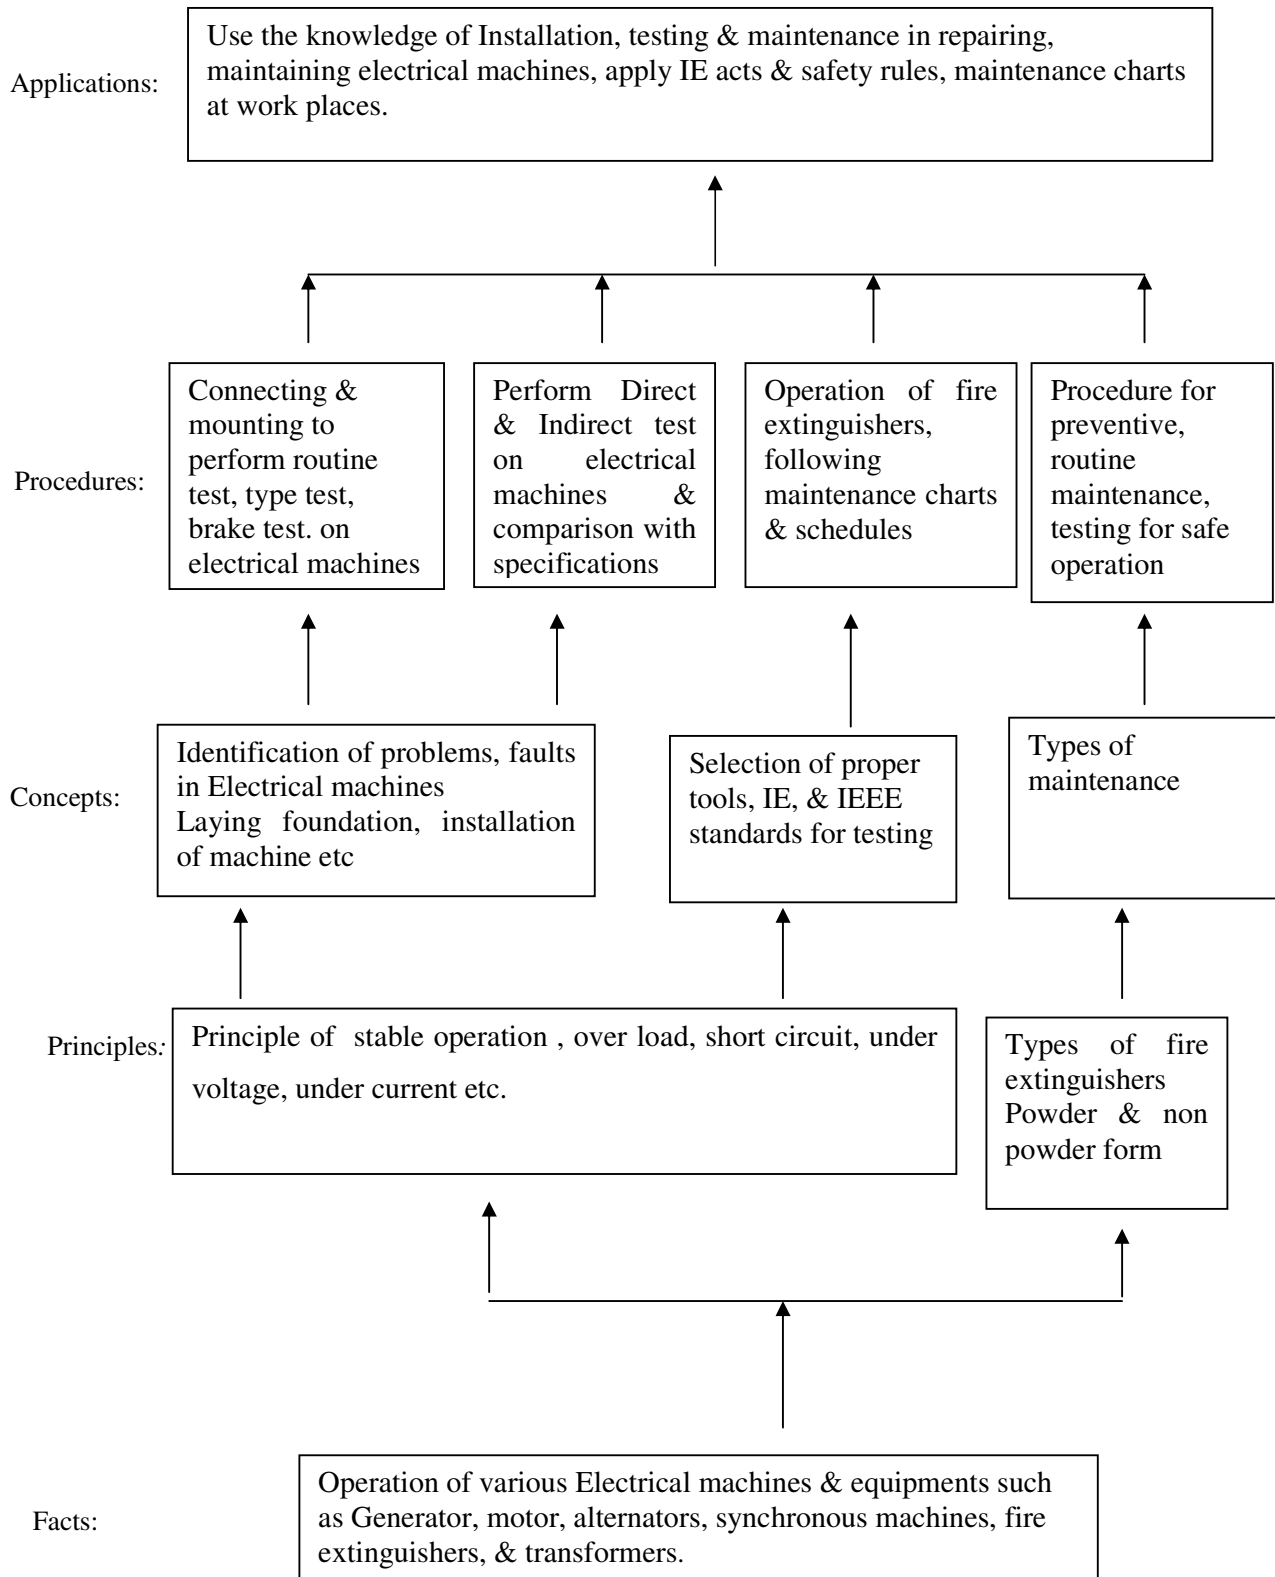 Applications:
Use the knowledge of Installation, testing & maintenance in repairing,
maintaining electrical machines, apply IE acts & safety rules, maintenance charts
at work places.
Procedures:
Connecting &
mounting to
perform routine
test, type test,
brake test. on
electrical machines
Perform Direct
& Indirect test
on electrical
machines &
comparison with
specifications
Operation of fire
extinguishers,
following
maintenance charts
& schedules
Procedure for
preventive,
routine
maintenance,
testing for safe
operation
Concepts:
Identification of problems, faults
in Electrical machines
Laying foundation, installation
of machine etc
Selection of proper
tools, IE, & IEEE
standards for testing
Types of
maintenance
Principles:
Principle of stable operation , over load, short circuit, under
voltage, under current etc.
Types of fire
extinguishers
Powder & non
powder form
Facts:
Operation of various Electrical machines & equipments such
as Generator, motor, alternators, synchronous machines, fire
extinguishers, & transformers.